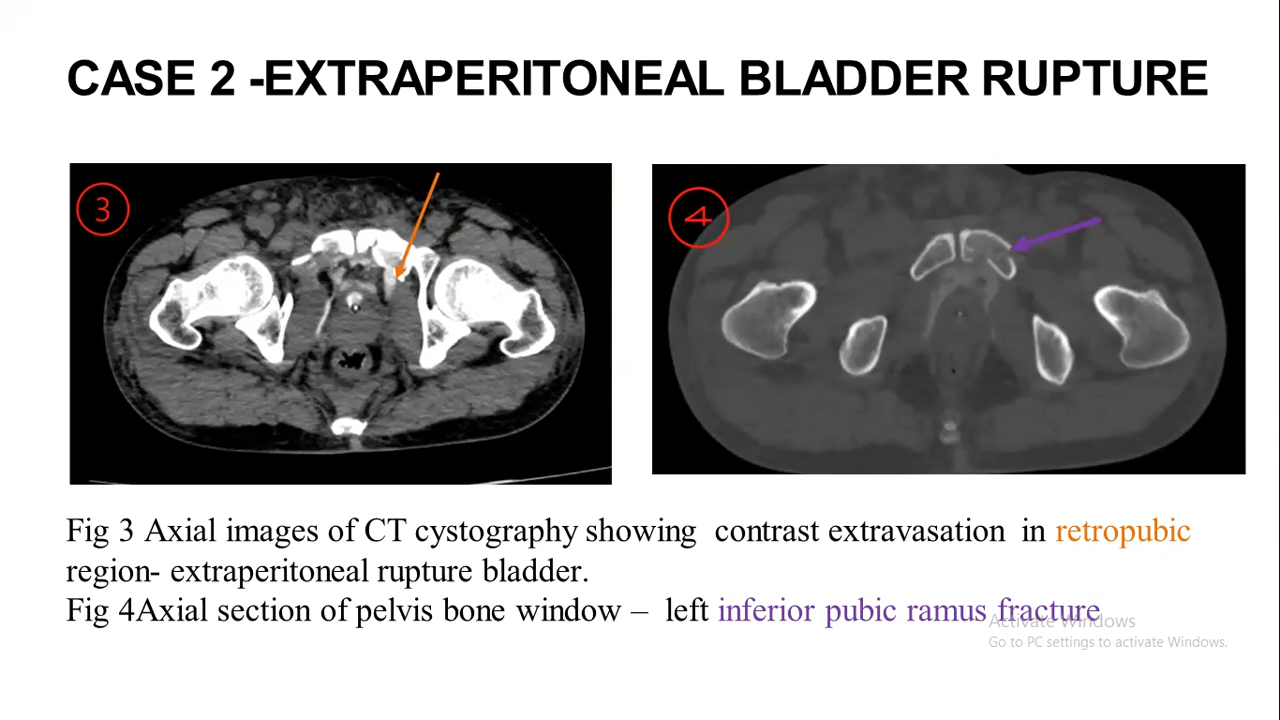 CASE 2 -EXTRAPERITONEAL BLADDER RUPTURE
3
4
Fig 3 Axial images of CT cystography showing contrast extravasation in retropubic
region- extraperitoneal rupture bladder.
Fig 4Axial section of pelvis bone window – left inferior pubic ramus fracture
Activate Windows
Go to PC settings to activate Windows.